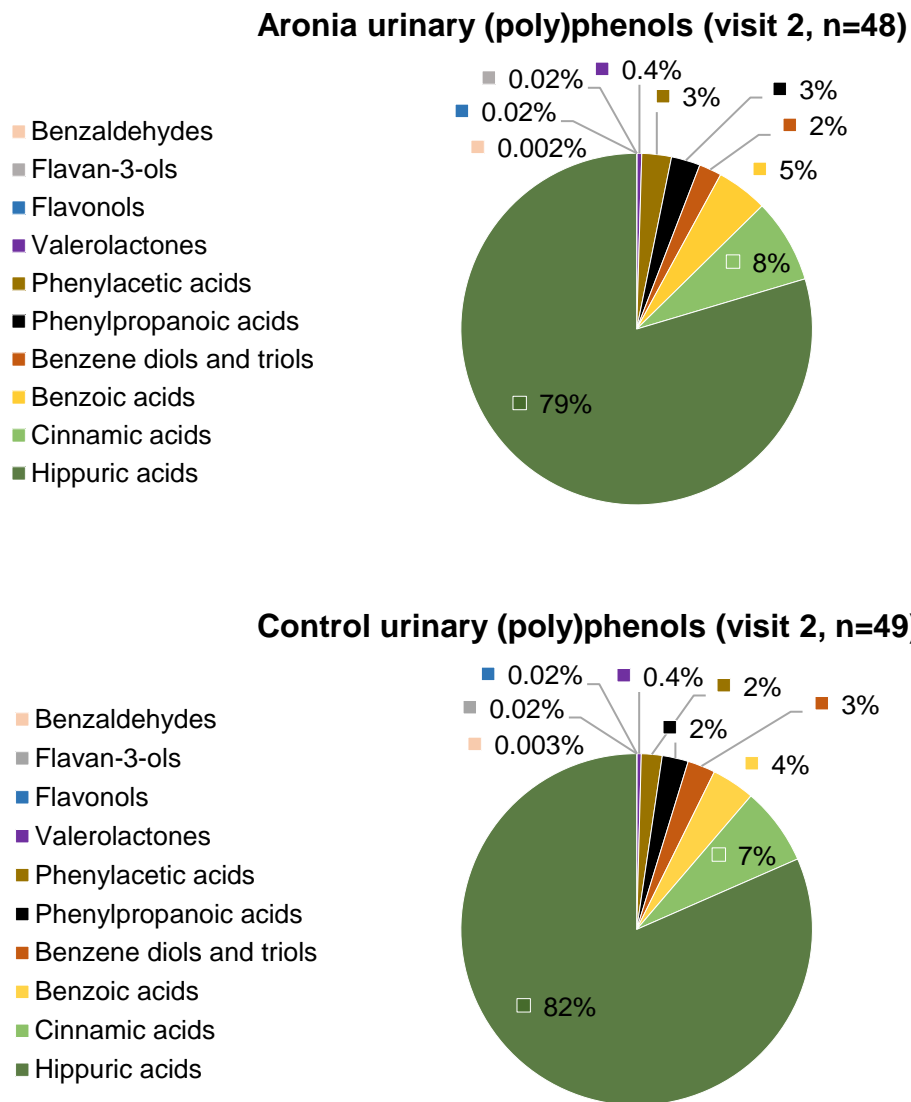 Aronia urinary (poly)phenols (visit 2, n=48)
0.02%
0.4%
3%
3%
0.02%
2%
0.002%
5%
8%
79%
Benzaldehydes
Flavan-3-ols
Flavonols
Valerolactones
Phenylacetic acids
Phenylpropanoic acids
Benzene diols and triols
Benzoic acids
Cinnamic acids
Hippuric acids
Control urinary (poly)phenols (visit 2, n=49)
0.02%
0.4%
2%
3%
0.02%
2%
0.003%
4%
7%
82%
Benzaldehydes
Flavan-3-ols
Flavonols
Valerolactones
Phenylacetic acids
Phenylpropanoic acids
Benzene diols and triols
Benzoic acids
Cinnamic acids
Hippuric acids